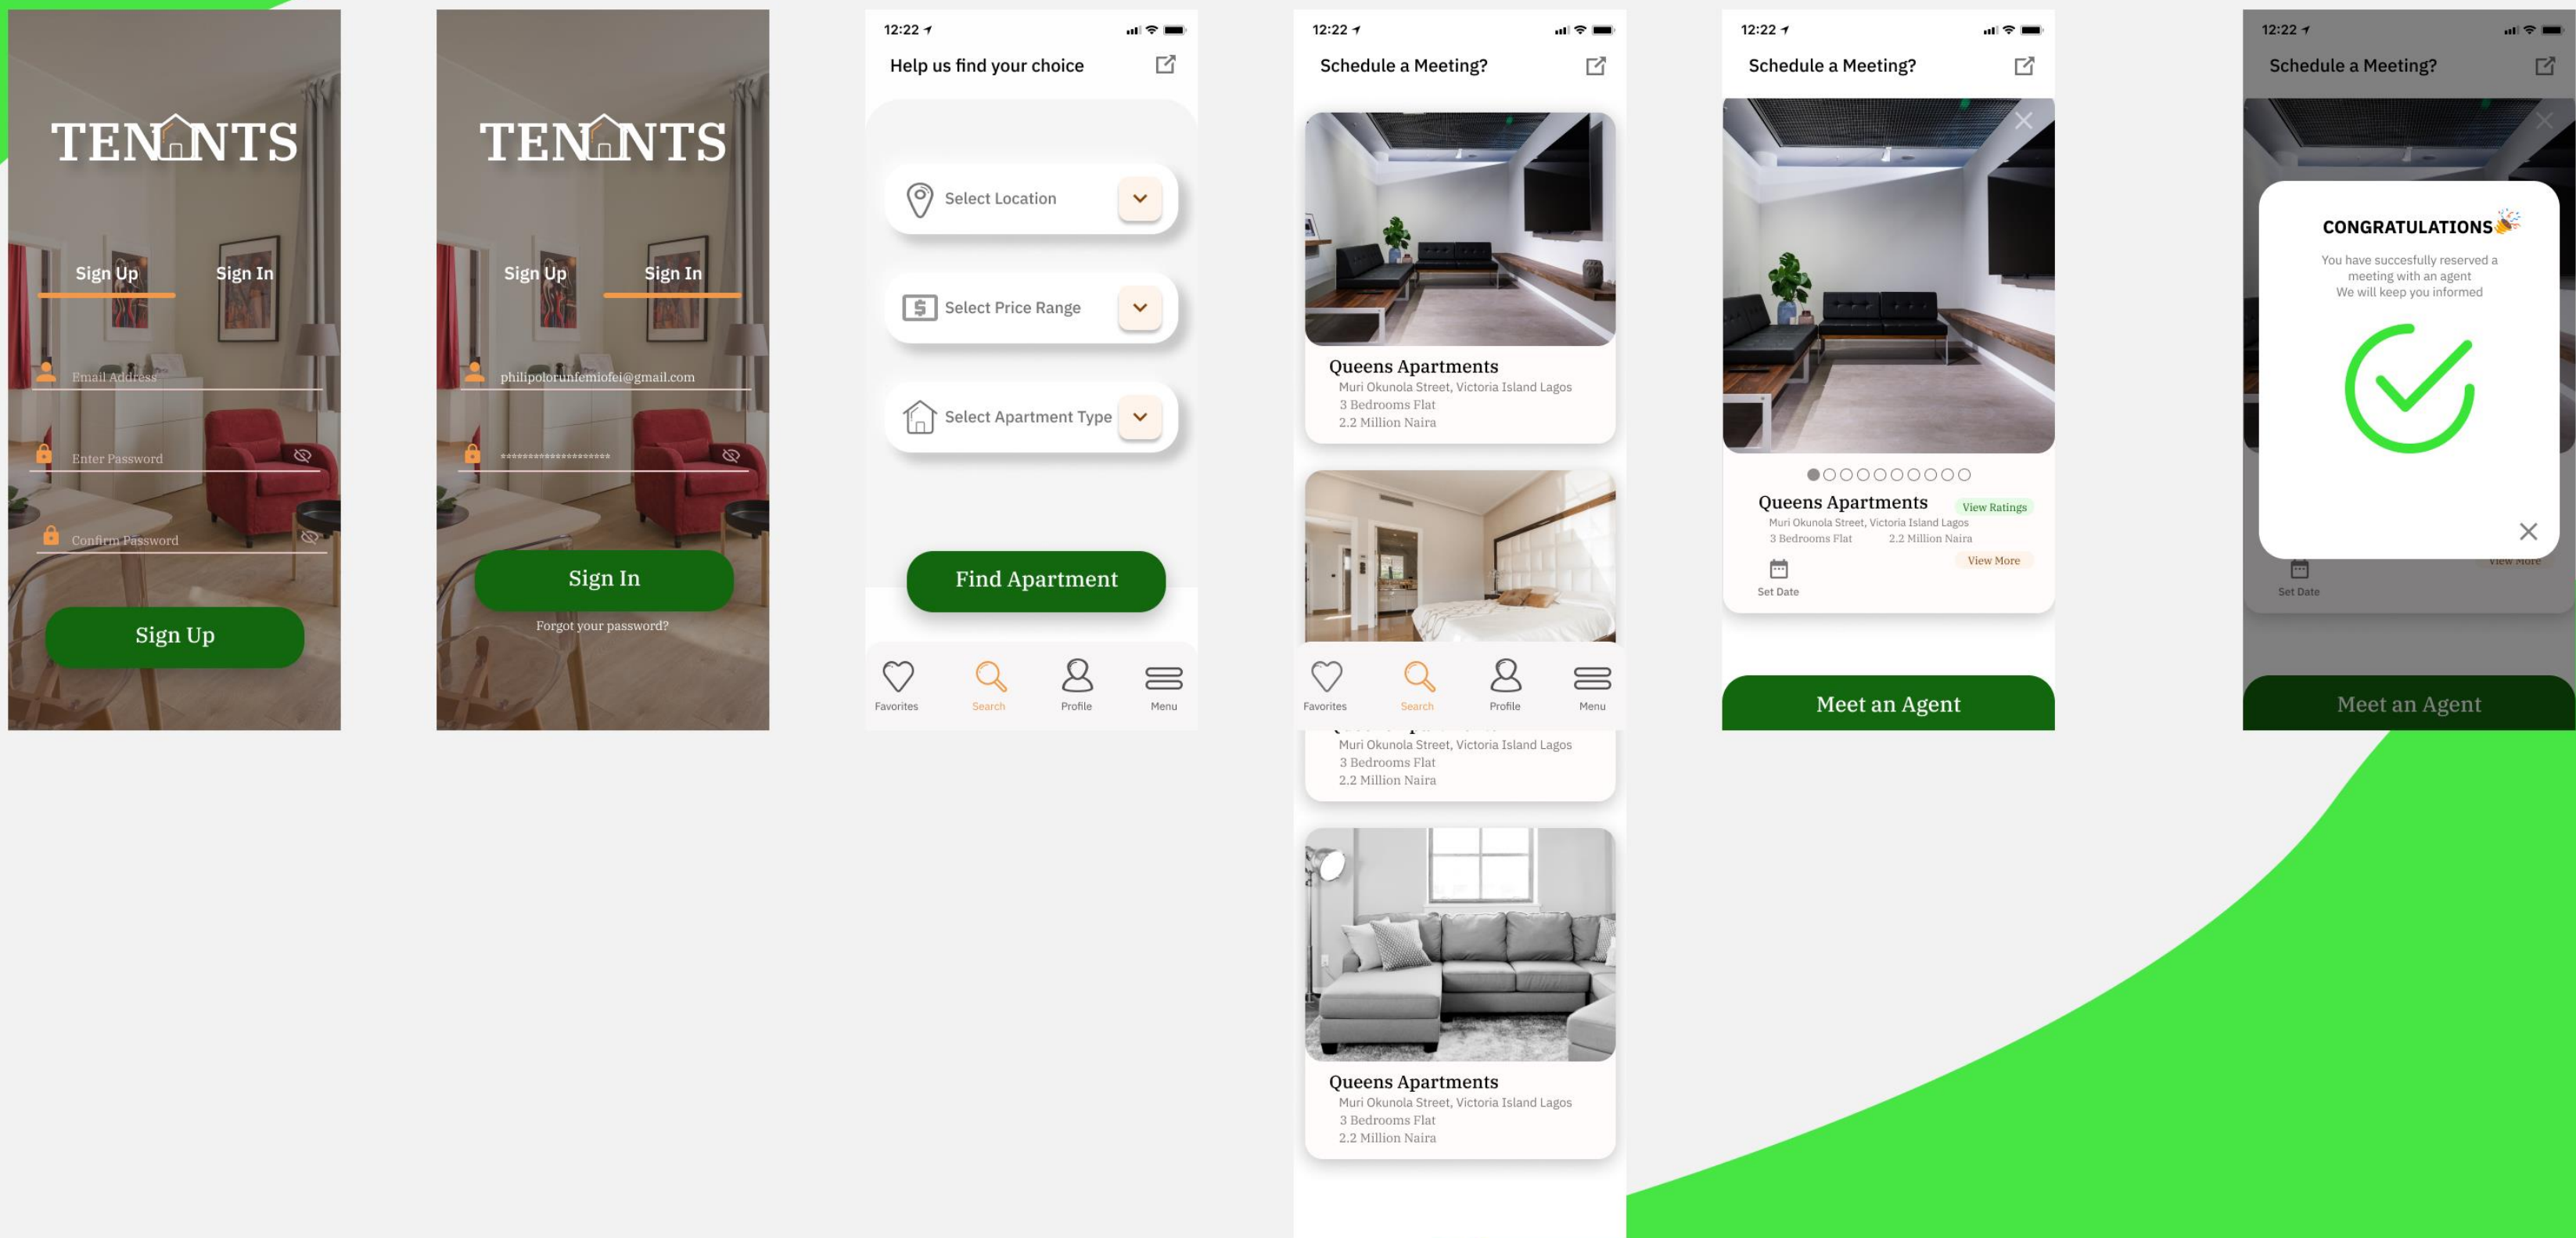 TENANTS
Sign Up
Sign In
Email Address
Enter Password
Confirm Password
Sign Up
TENANTS
Sign Up
Sign In
philipolorunfemiofei@gmail.com
********************
Sign In
Forgot your password?
12:22
Help us find your choice
Select Location
$
Select Price Range
Select Apartment Type
Find Apartment
Favorites
Search
Profile
Menu
12:22
Schedule a Meeting?
Queens Apartments
Muri Okunola Street, Victoria Island Lagos
3 Bedrooms Flat
2.2 Million Naira
Favorites
Search
Profile
Menu
Muri Okunola Street, Victoria Island Lagos
3 Bedrooms Flat
2.2 Million Naira
Queens Apartments
Muri Okunola Street, Victoria Island Lagos
3 Bedrooms Flat
2.2 Million Naira
12:22
Schedule a Meeting?
Queens Apartments
View Ratings
Muri Okunola Street, Victoria Island Lagos
3 Bedrooms Flat
2.2 Million Naira
View More
Set Date
Meet an Agent
12:22
Schedule a Meeting?
CONGRATULATIONS🎉
You have succesfully reserved a
meeting with an agent
We will keep you informed
View More
Set Date
Meet an Agent